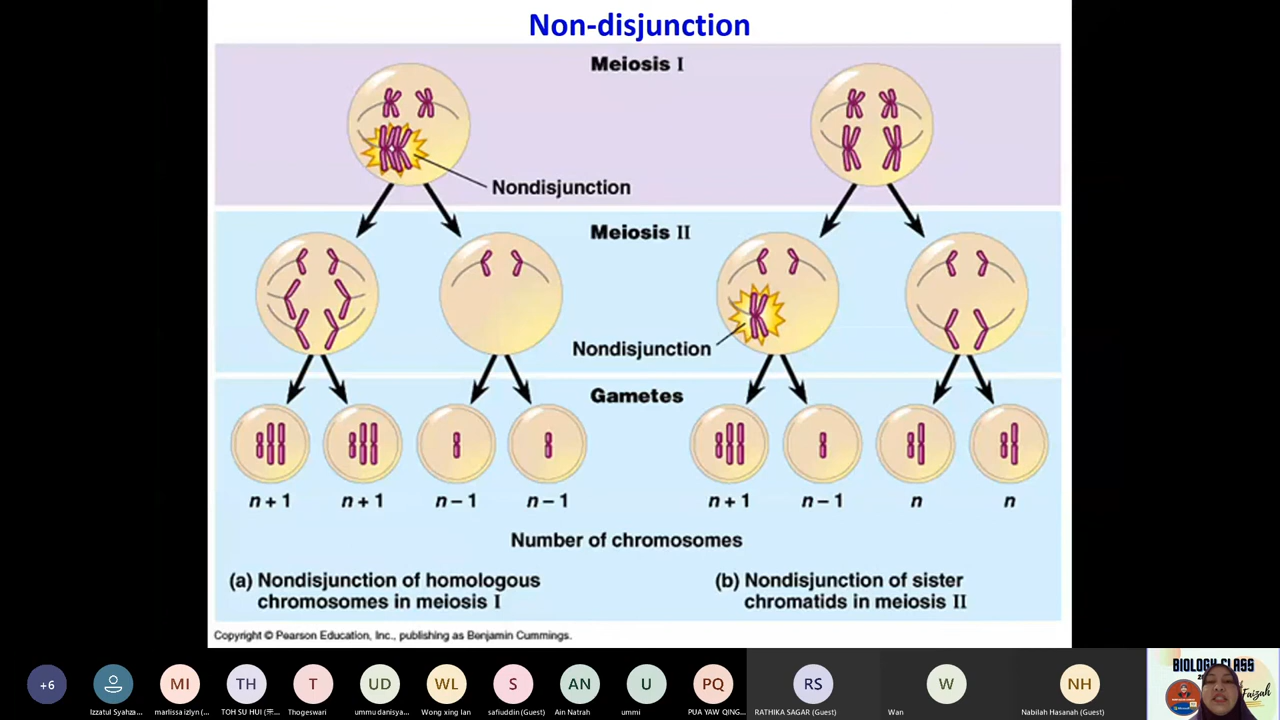 Non-disjunction
Meiosis I
Nondisjunction
Meiosis II
Nondisjunction
Gametes
n + 1
n + 1
n – 1
n – 1
n + 1
n – 1
n
n
Number of chromosomes
(a) Nondisjunction of homologous
chromosomes in meiosis I
(b) Nondisjunction of sister
chromatids in meiosis II
Copyright © Pearson Education, Inc., publishing as Benjamin Cummings.
+6
MI
TH
T
UD
WL
S
AN
U
PQ
RS
W
NH
BIOLOGY CLASS
Faizah
Izzatul Syahza...
marlissa izlyn (...
TOH SU HUI (
Thogeswari
ummu danisya...
Wong xing lan
safiuddin (Guest)
Ain Natrah
ummi
PUA YAW QING...
RATHIKA SAGAR (Guest)
Wan
Nabilah Hasanah (Guest)